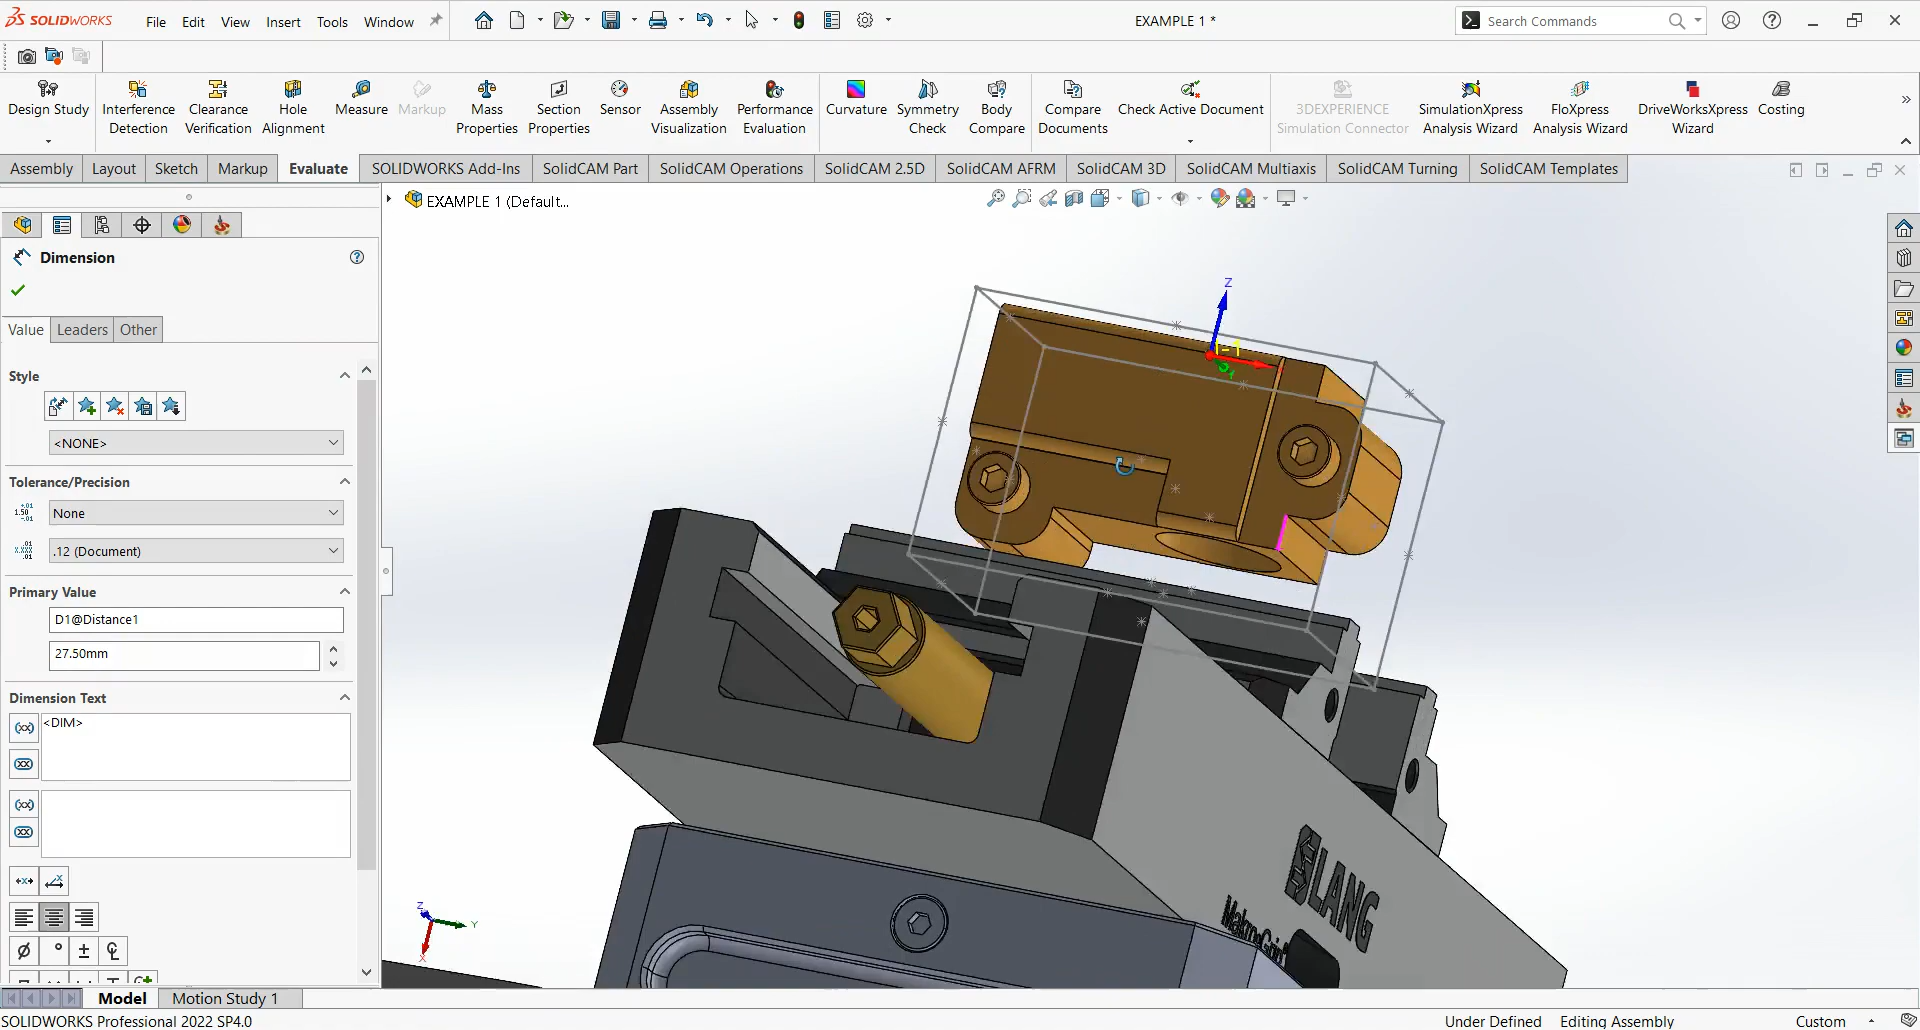 SOLIDWORKS File Edit View Insert Tools Window EXAMPLE 1 * Search Commands
Design Study
Interference Detection
Clearance Verification
Hole Alignment
Measure
Markup
Mass Properties
Section Properties
Sensor
Assembly Visualization
Performance Evaluation
Curvature
Symmetry Check
Body Compare
Compare Documents
Check Active Document
3DEXPERIENCE Simulation Connector
SimulationXpress Analysis Wizard
FloXpress Analysis Wizard
DriveWorksXpress Wizard
Costing
Assembly Layout Sketch Markup Evaluate SOLIDWORKS Add-Ins SolidCAM Part SolidCAM Operations SolidCAM 2.5D SolidCAM AFRM SolidCAM 3D SolidCAM Multiaxis SolidCAM Turning SolidCAM Templates
EXAMPLE 1 (Default...
Dimension
Value Leaders Other
Style
<NONE>
Tolerance/Precision
None
.12 (Document)
Primary Value
D1@Distance1
27.50mm
Dimension Text
<DIM>
Z
Z
Y
X
LANG
Model Motion Study 1
SOLIDWORKS Professional 2022 SP4.0 Under Defined Editing Assembly Custom